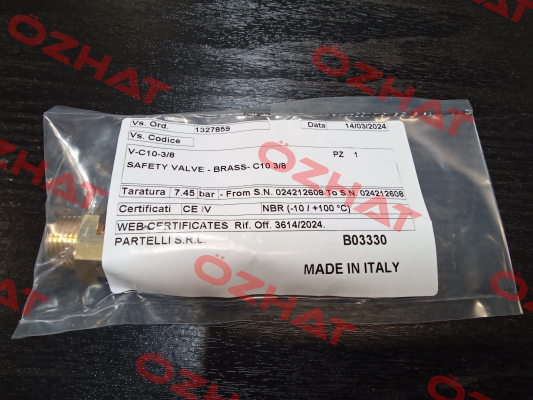 Vs. Ord. 1327859 Data 14/03/2024
Vs. Codice
V-C10-3/8 PZ 1
SAFETY VALVE - BRASS- C10 3/8
Taratura 7.45 bar - From S.N. 024212608 To S.N. 024212608
Certificati CE IV NBR (-10 / +100 °C)
WEB-CERTIFICATES Rif. Off. 3614/2024.
PARTELLI S.R.L. B03330
MADE IN ITALY
ÖZHAT
ÖZHAT
ÖZHAT
ÖZHAT
ÖZHAT
ÖZHAT
ÖZHAT
ÖZHAT